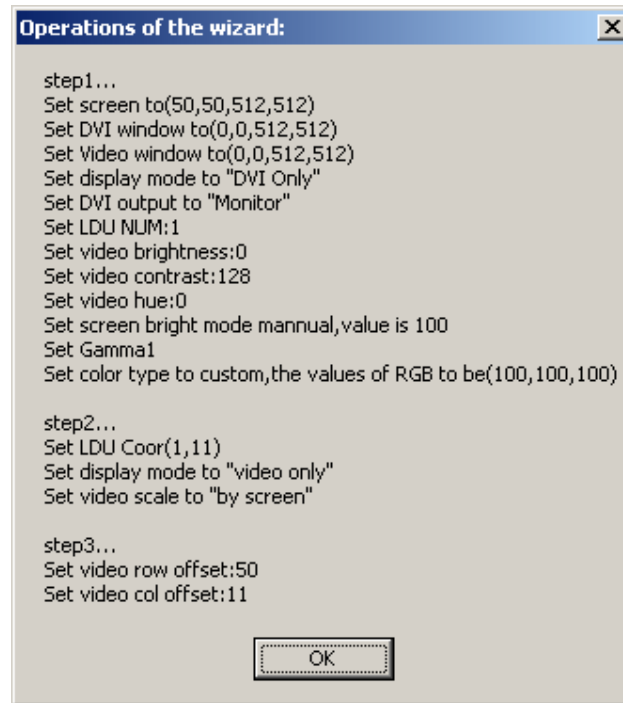 Operations of the wizard:
step1...
Set screen to(50,50,512,512)
Set DVI window to(0,0,512,512)
Set Video window to(0,0,512,512)
Set display mode to "DVI Only"
Set DVI output to "Monitor"
Set LDU NUM:1
Set video brightness:0
Set video contrast:128
Set video hue:0
Set screen bright mode mannual,value is 100
Set Gamma1
Set color type to custom,the values of RGB to be(100,100,100)
step2...
Set LDU Coor(1,11)
Set display mode to "video only"
Set video scale to "by screen"
step3...
Set video row offset:50
Set video col offset:11
OK